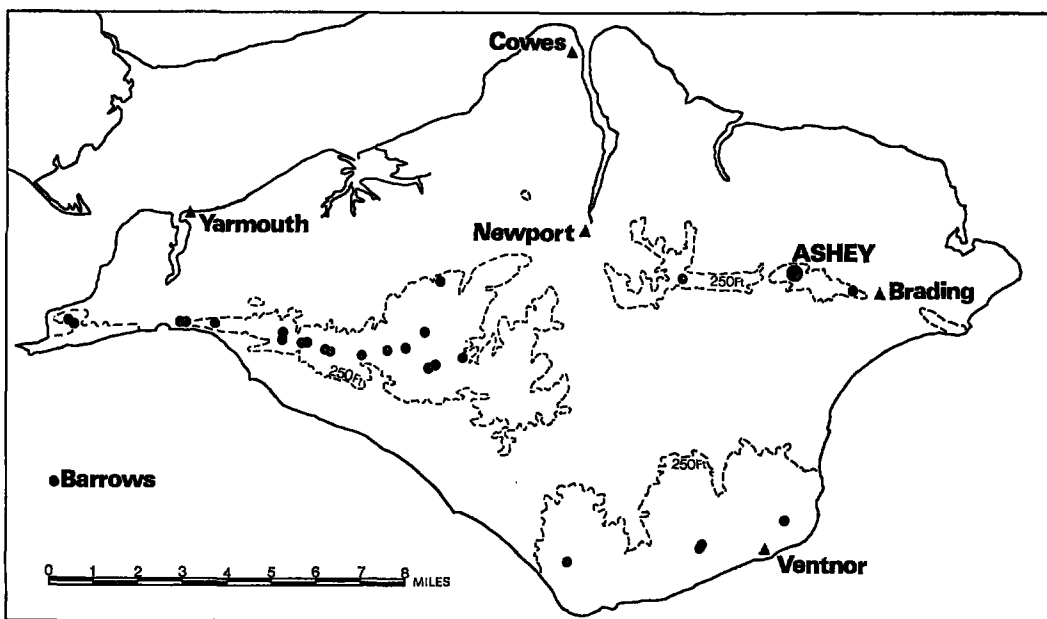 Cowes
Yarmouth
Newport
ASHEY
250Ft
Brading
250Ft
250Ft
Barrows
0 1 2 3 4 5 6 7 8 MILES
Ventnor